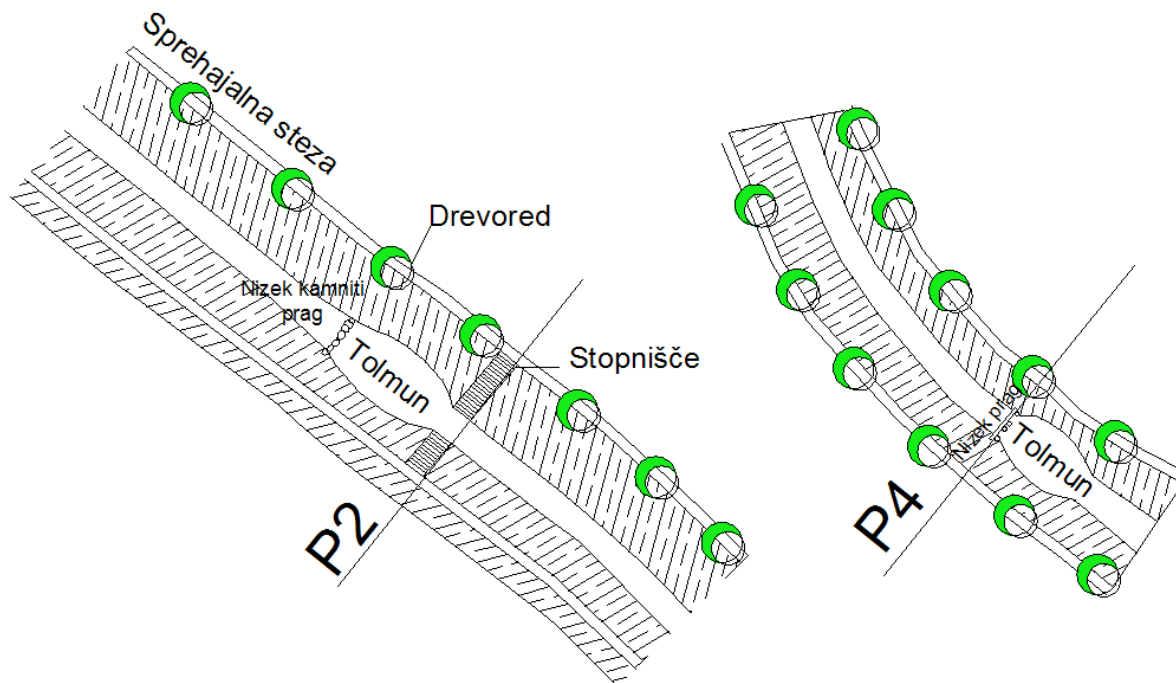 Sprehajalna steza
Drevored
Nizek kamniti
prag
Tolmun
Stopnišče
P2
Nizek prag
Tolmun
P4